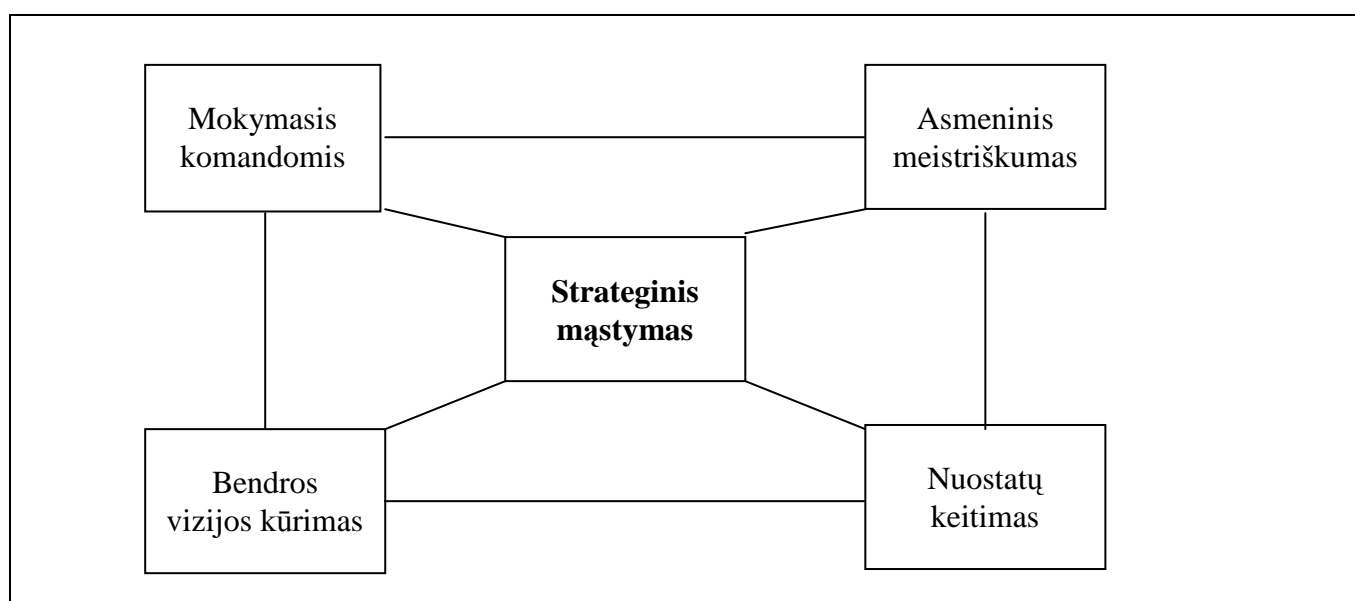 Mokymasis
komandomis
Asmeninis
meistriškumas
Strateginis
mąstymas
Bendros
vizijos kūrimas
Nuostatų
keitimas